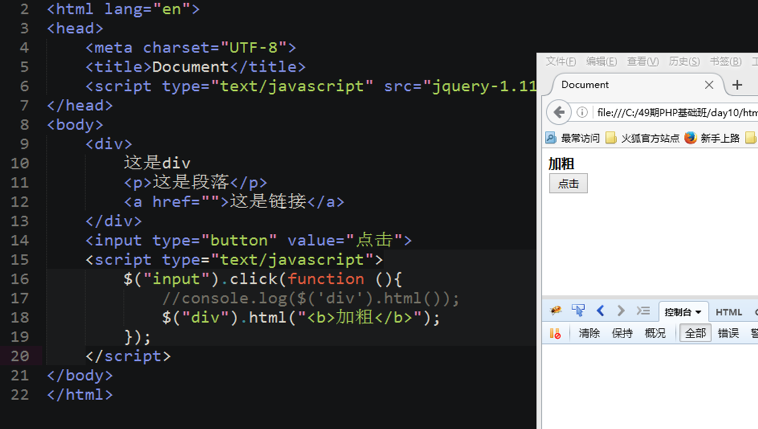 2 <html lang="en">
3 <head>
4 <meta charset="UTF-8">
5 <title>Document</title>
6 <script type="text/javascript" src="jquery-1.11
7 </head>
8 <body>
9 <div>
10 这是div
11 <p>这是段落</p>
12 <a href="">这是链接</a>
13 </div>
14 <input type="button" value="点击">
15 <script type="text/javascript">
16 $("input").click(function (){
17 //console.log($('div').html());
18 $("div").html("<b>加粗</b>");
19 });
20 </script>
21 </body>
22 </html>
文件(F) 编辑(E) 查看(V) 历史(S) 书签(B)
Document
file:///C:/49期PHP基础班/day10/htm
最常访问 火狐官方站点 新手上路
加粗
点击
控制台 HTML
清除 保持 概况 全部 错误